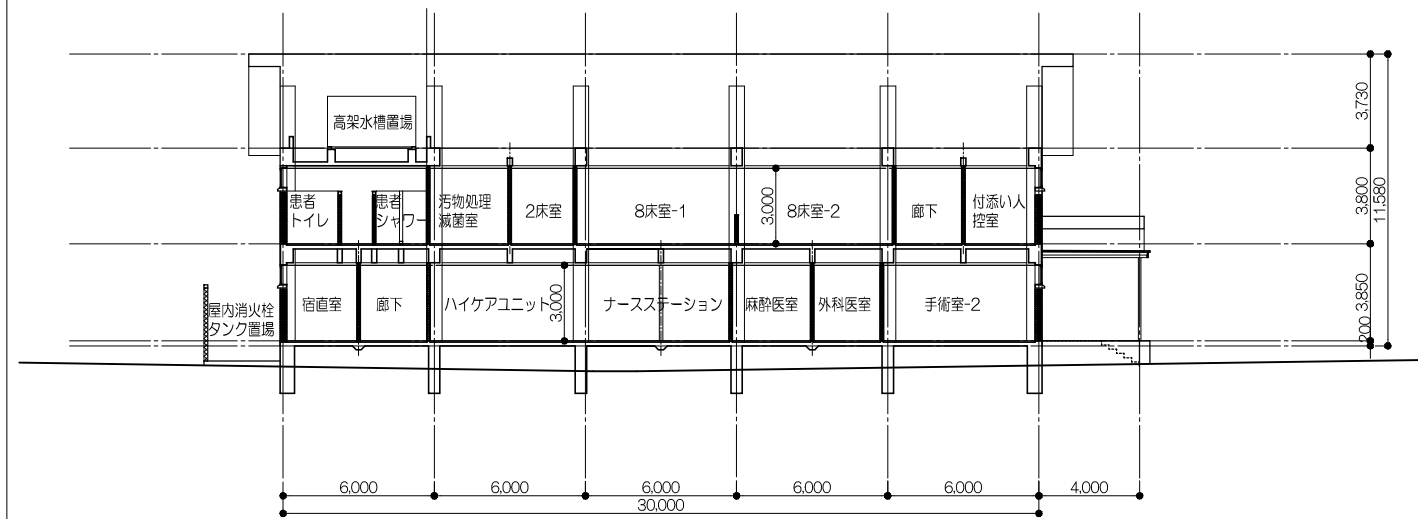 高架水槽置場
3,730
患者
トイレ
患者
シャワー
汚物処理
滅菌室
2床室
8床室-1
3,000
8床室-2
廊下
付添い人
控室
3,800
11,580
屋内消火栓
タンク置場
宿直室
廊下
ハイケアユニット
3,000
ナースステーション
麻酔医室
外科医室
手術室-2
3,850
200
6,000
6,000
6,000
6,000
6,000
4,000
30,000